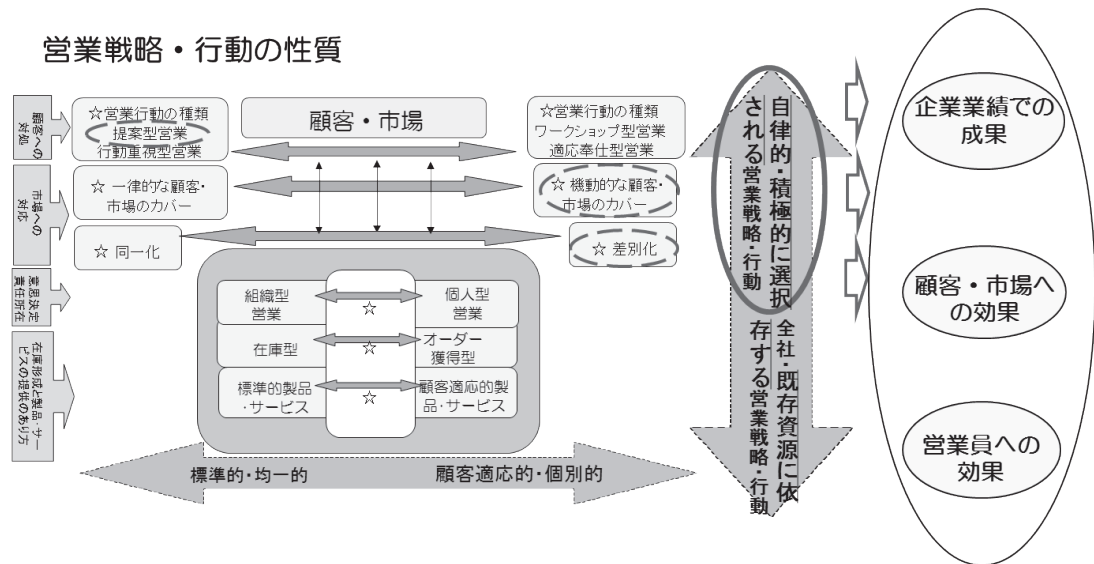 営業戦略・行動の性質
顧客への
対処
☆営業行動の種類
提案型営業
行動重視型営業
顧客・市場
☆営業行動の種類
ワークショップ型営業
適応奉仕型営業
市場への
対応
☆ 一律的な顧客・
市場のカバー
☆ 機動的な顧客・
市場のカバー
☆ 同一化
☆ 差別化
意思決定
責任所在
組織型
営業
☆
個人型
営業
在庫形成と製品・サー
ビスの提供のあり方
在庫型
☆
オーダー
獲得型
標準的製品
・サービス
☆
顧客適応的製
品・サービス
標準的・均一的
顧客適応的・個別的
自律的・積極的に選択
される営業戦略・行動
全社・既存資源に依
存する営業戦略・行動
企業業績での
成果
顧客・市場へ
の効果
営業員への
効果